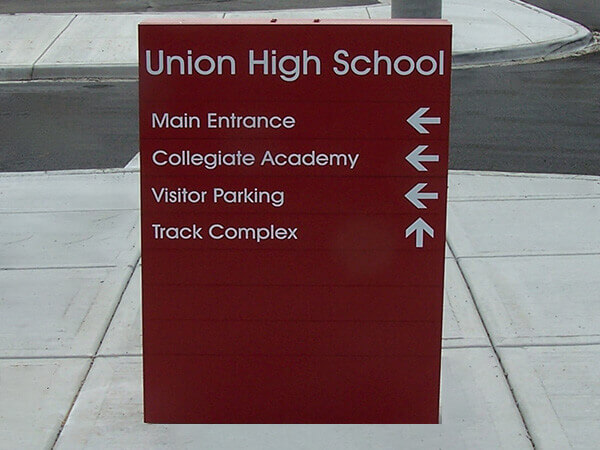 Union High School
Main Entrance ←
Collegiate Academy ←
Visitor Parking ←
Track Complex ↑